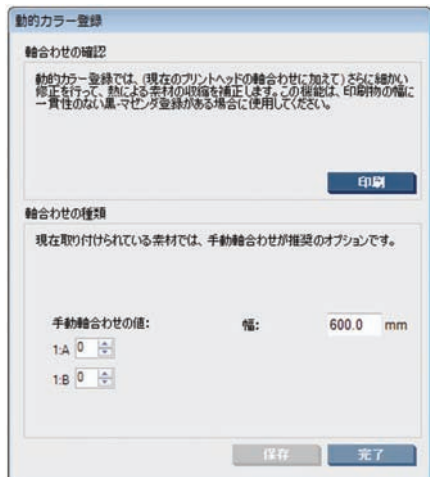 動的カラー登録
軸合わせの確認
動的カラー登録では、(現在のプリントヘッドの軸合わせに加えて)さらに細かい
修正を行って、熱による素材の収縮を補正します。この機能は、印刷物の幅に
一貫性のない黒-マゼンダ登録がある場合に使用してください。
印刷
軸合わせの種類
現在取り付けられている素材では、手動軸合わせが推奨のオプションです。
手動軸合わせの値: 幅: 600.0 mm
1:A 0
1:B 0
保存 完了